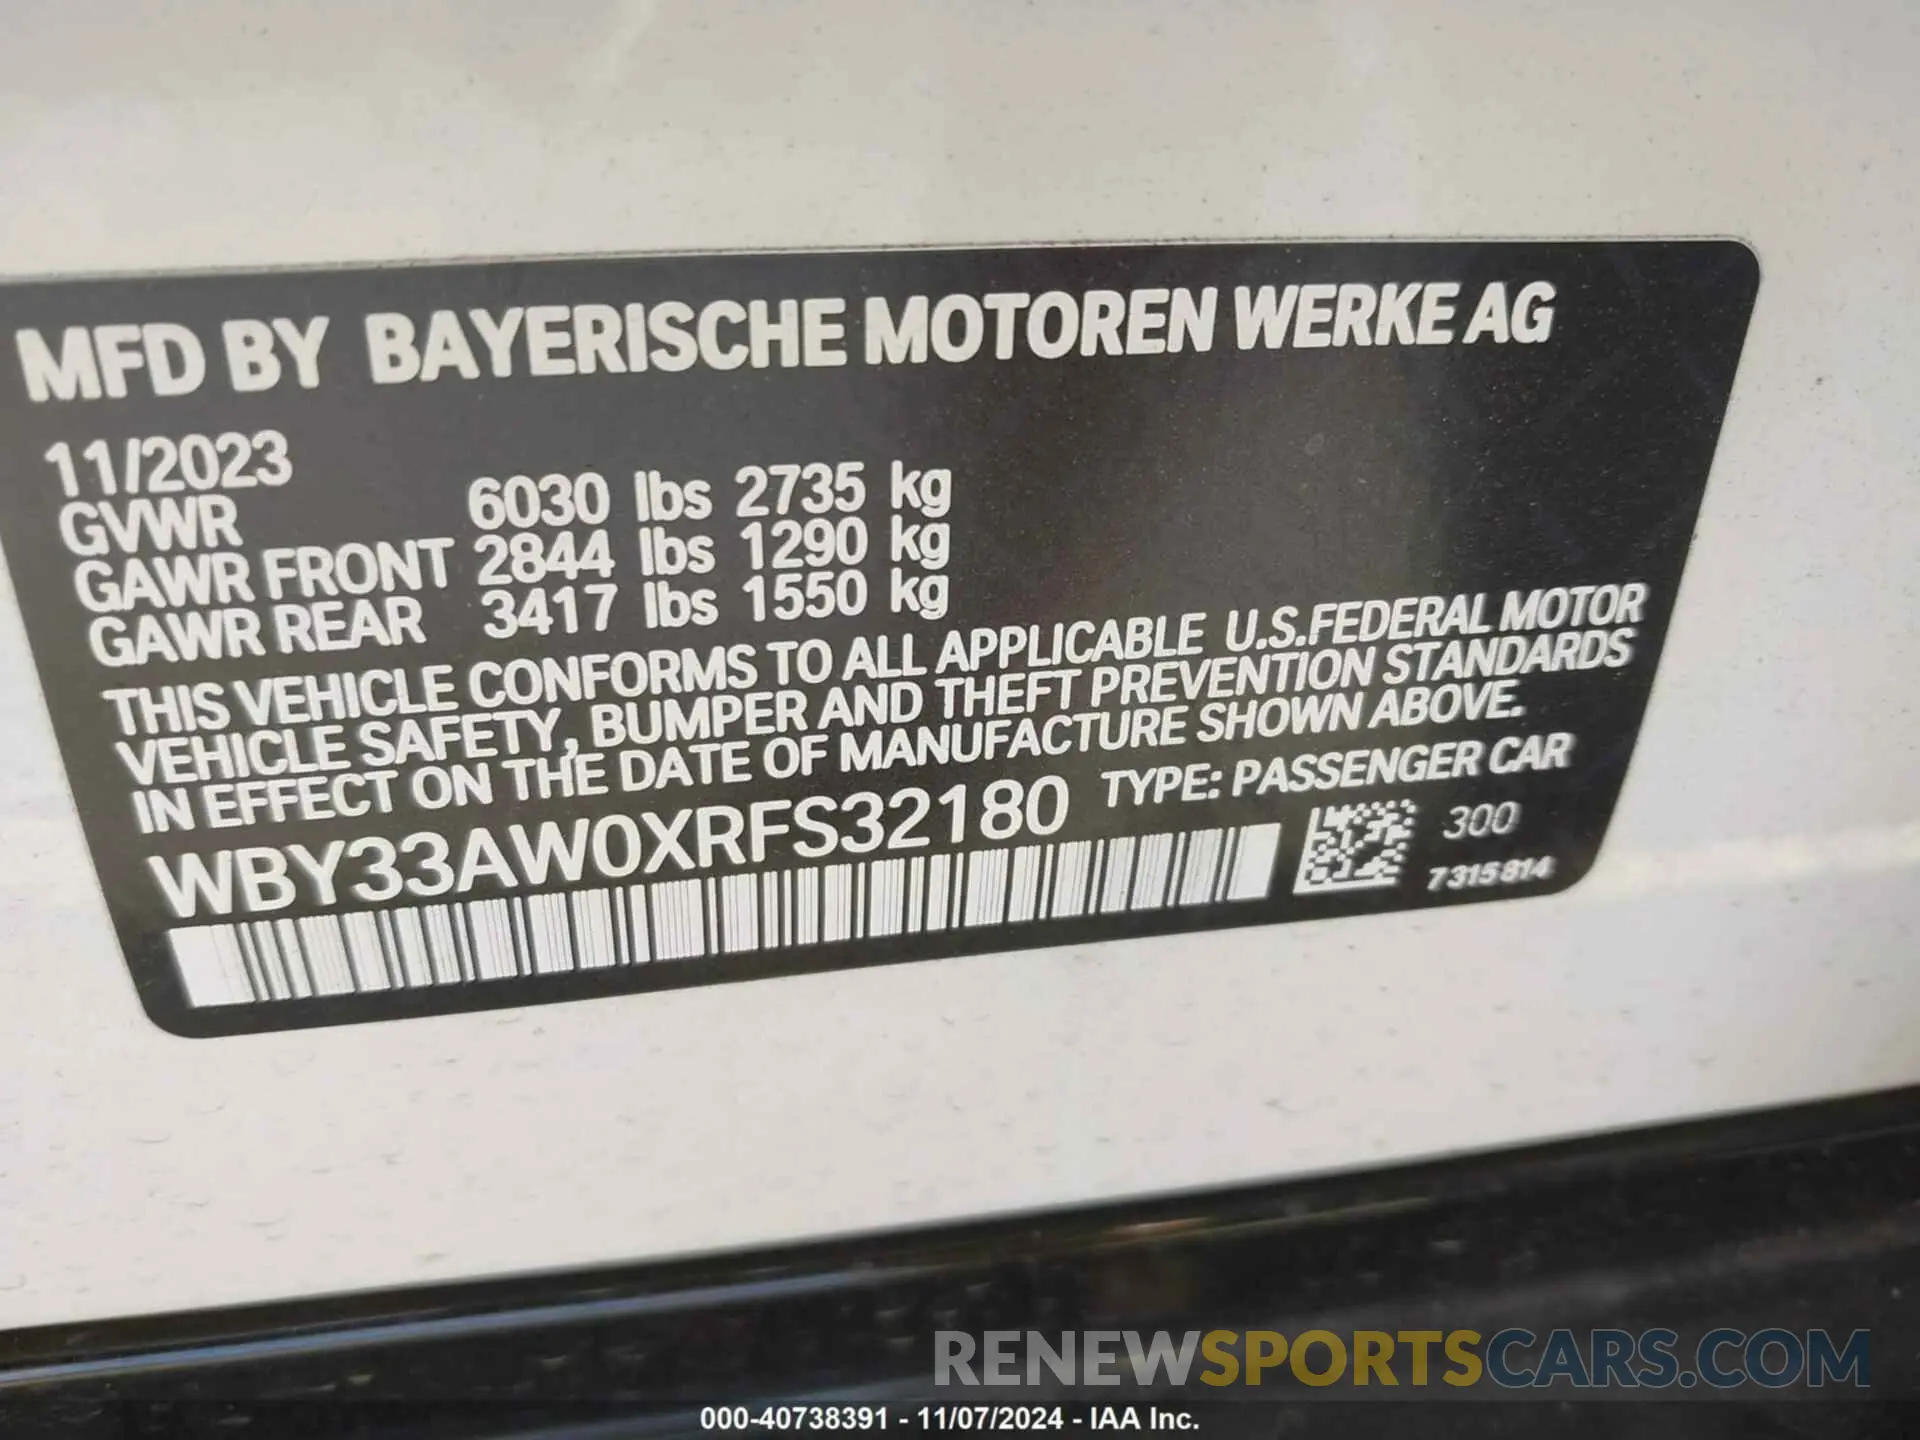 MFD BY BAYERISCHE MOTOREN WERKE AG
11/2023
GVWR 6030 lbs 2735 kg
GAWR FRONT 2844 lbs 1290 kg
GAWR REAR 3417 lbs 1550 kg
THIS VEHICLE CONFORMS TO ALL APPLICABLE U.S.FEDERAL MOTOR
VEHICLE SAFETY, BUMPER AND THEFT PREVENTION STANDARDS
IN EFFECT ON THE DATE OF MANUFACTURE SHOWN ABOVE.
WBY33AW0XRFS32180 TYPE: PASSENGER CAR
300
7315814
RENEWSPORTSCARS.COM
000-40738391 - 11/07/2024 - IAA Inc.